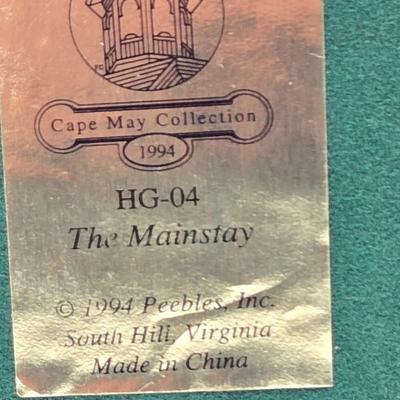 Cape May Collection
1994
HG-04
The Mainstay
© 1994 Peebles, Inc.
South Hill, Virginia
Made in China